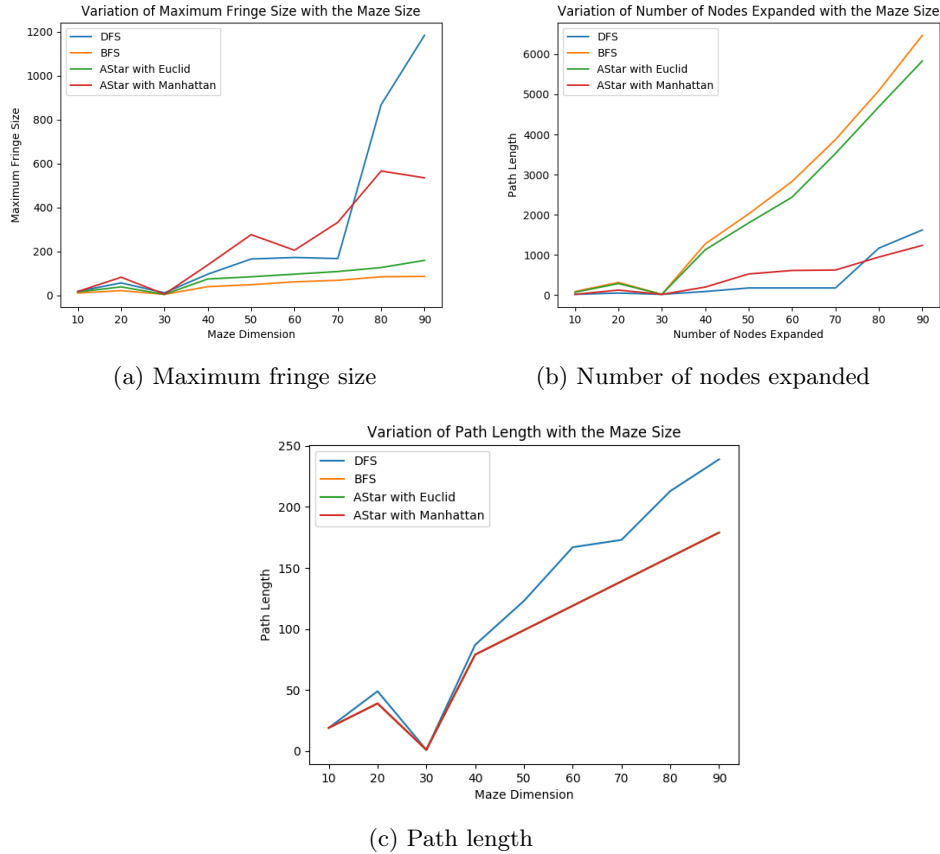 Variation of Maximum Fringe Size with the Maze Size
1200
1000
800
600
400
200
0
Maximum Fringe Size
DFS
BFS
AStar with Euclid
AStar with Manhattan
10 20 30 40 50 60 70 80 90
Maze Dimension
(a) Maximum fringe size
Variation of Number of Nodes Expanded with the Maze Size
6000
5000
4000
3000
2000
1000
0
Path Length
DFS
BFS
AStar with Euclid
AStar with Manhattan
10 20 30 40 50 60 70 80 90
Number of Nodes Expanded
(b) Number of nodes expanded
Variation of Path Length with the Maze Size
250
200
150
100
50
0
Path Length
DFS
BFS
AStar with Euclid
AStar with Manhattan
10 20 30 40 50 60 70 80 90
Maze Dimension
(c) Path length